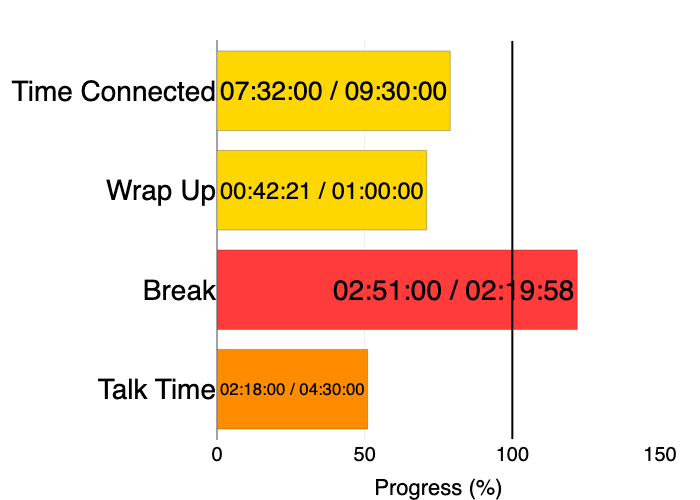 Time Connected 07:32:00 / 09:30:00
Wrap Up 00:42:21 / 01:00:00
Break 02:51:00 / 02:19:58
Talk Time 02:18:00 / 04:30:00
0 50 100 150
Progress (%)